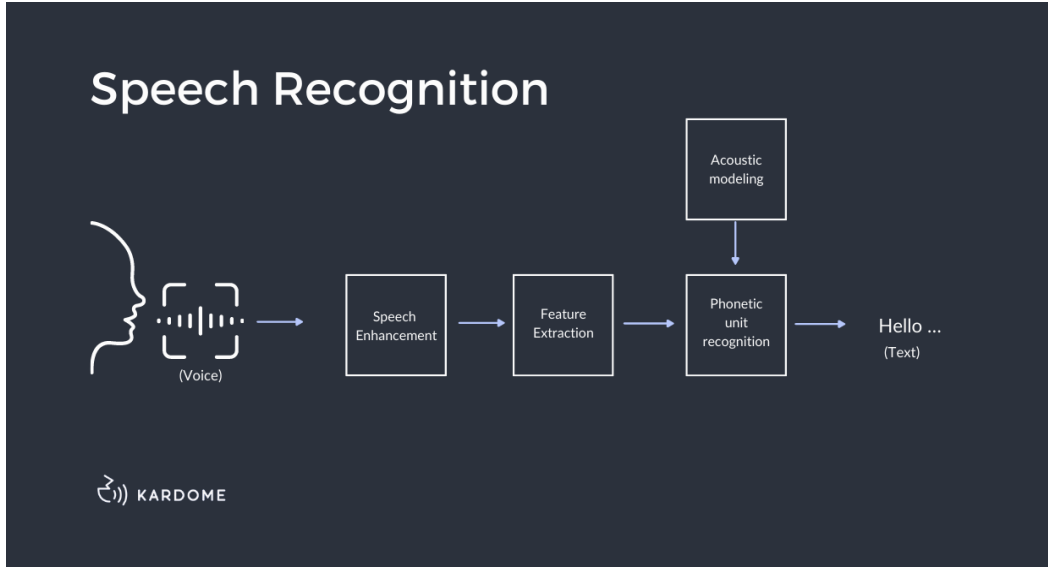 Speech Recognition
Acoustic
modeling
(Voice)
Speech
Enhancement
Feature
Extraction
Phonetic
unit
recognition
Hello ...
(Text)
KARDOME